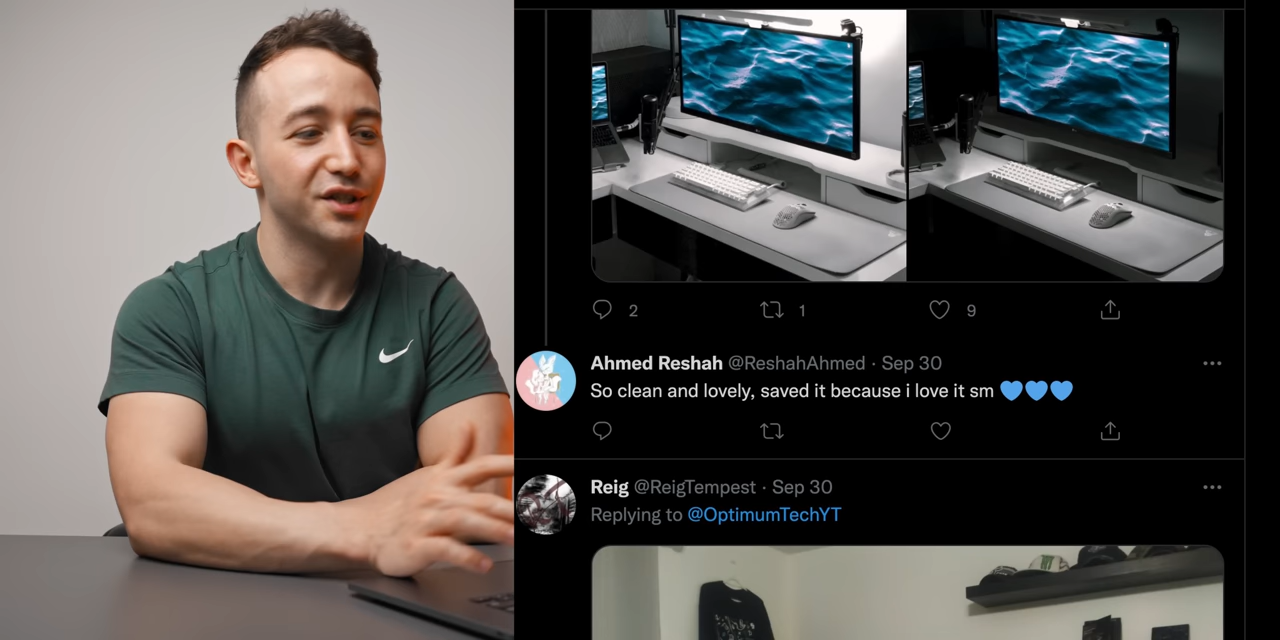 2 1 9
Ahmed Reshah @ReshahAhmed · Sep 30
So clean and lovely, saved it because i love it sm 💙💙💙
Reig @ReigTempest · Sep 30
Replying to @OptimumTechYT